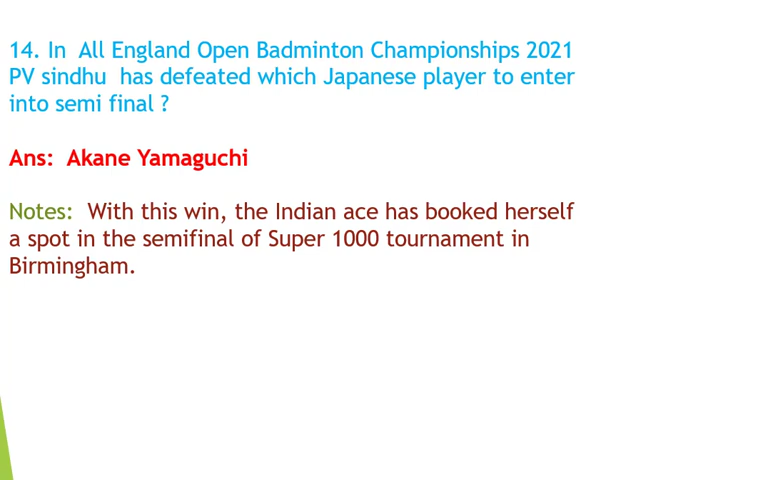 14. In  All England Open Badminton Championships 2021
PV sindhu  has defeated which Japanese player to enter
into semi final ?
Ans:  Akane Yamaguchi
Notes:  With this win, the Indian ace has booked herself
a spot in the semifinal of Super 1000 tournament in
Birmingham.